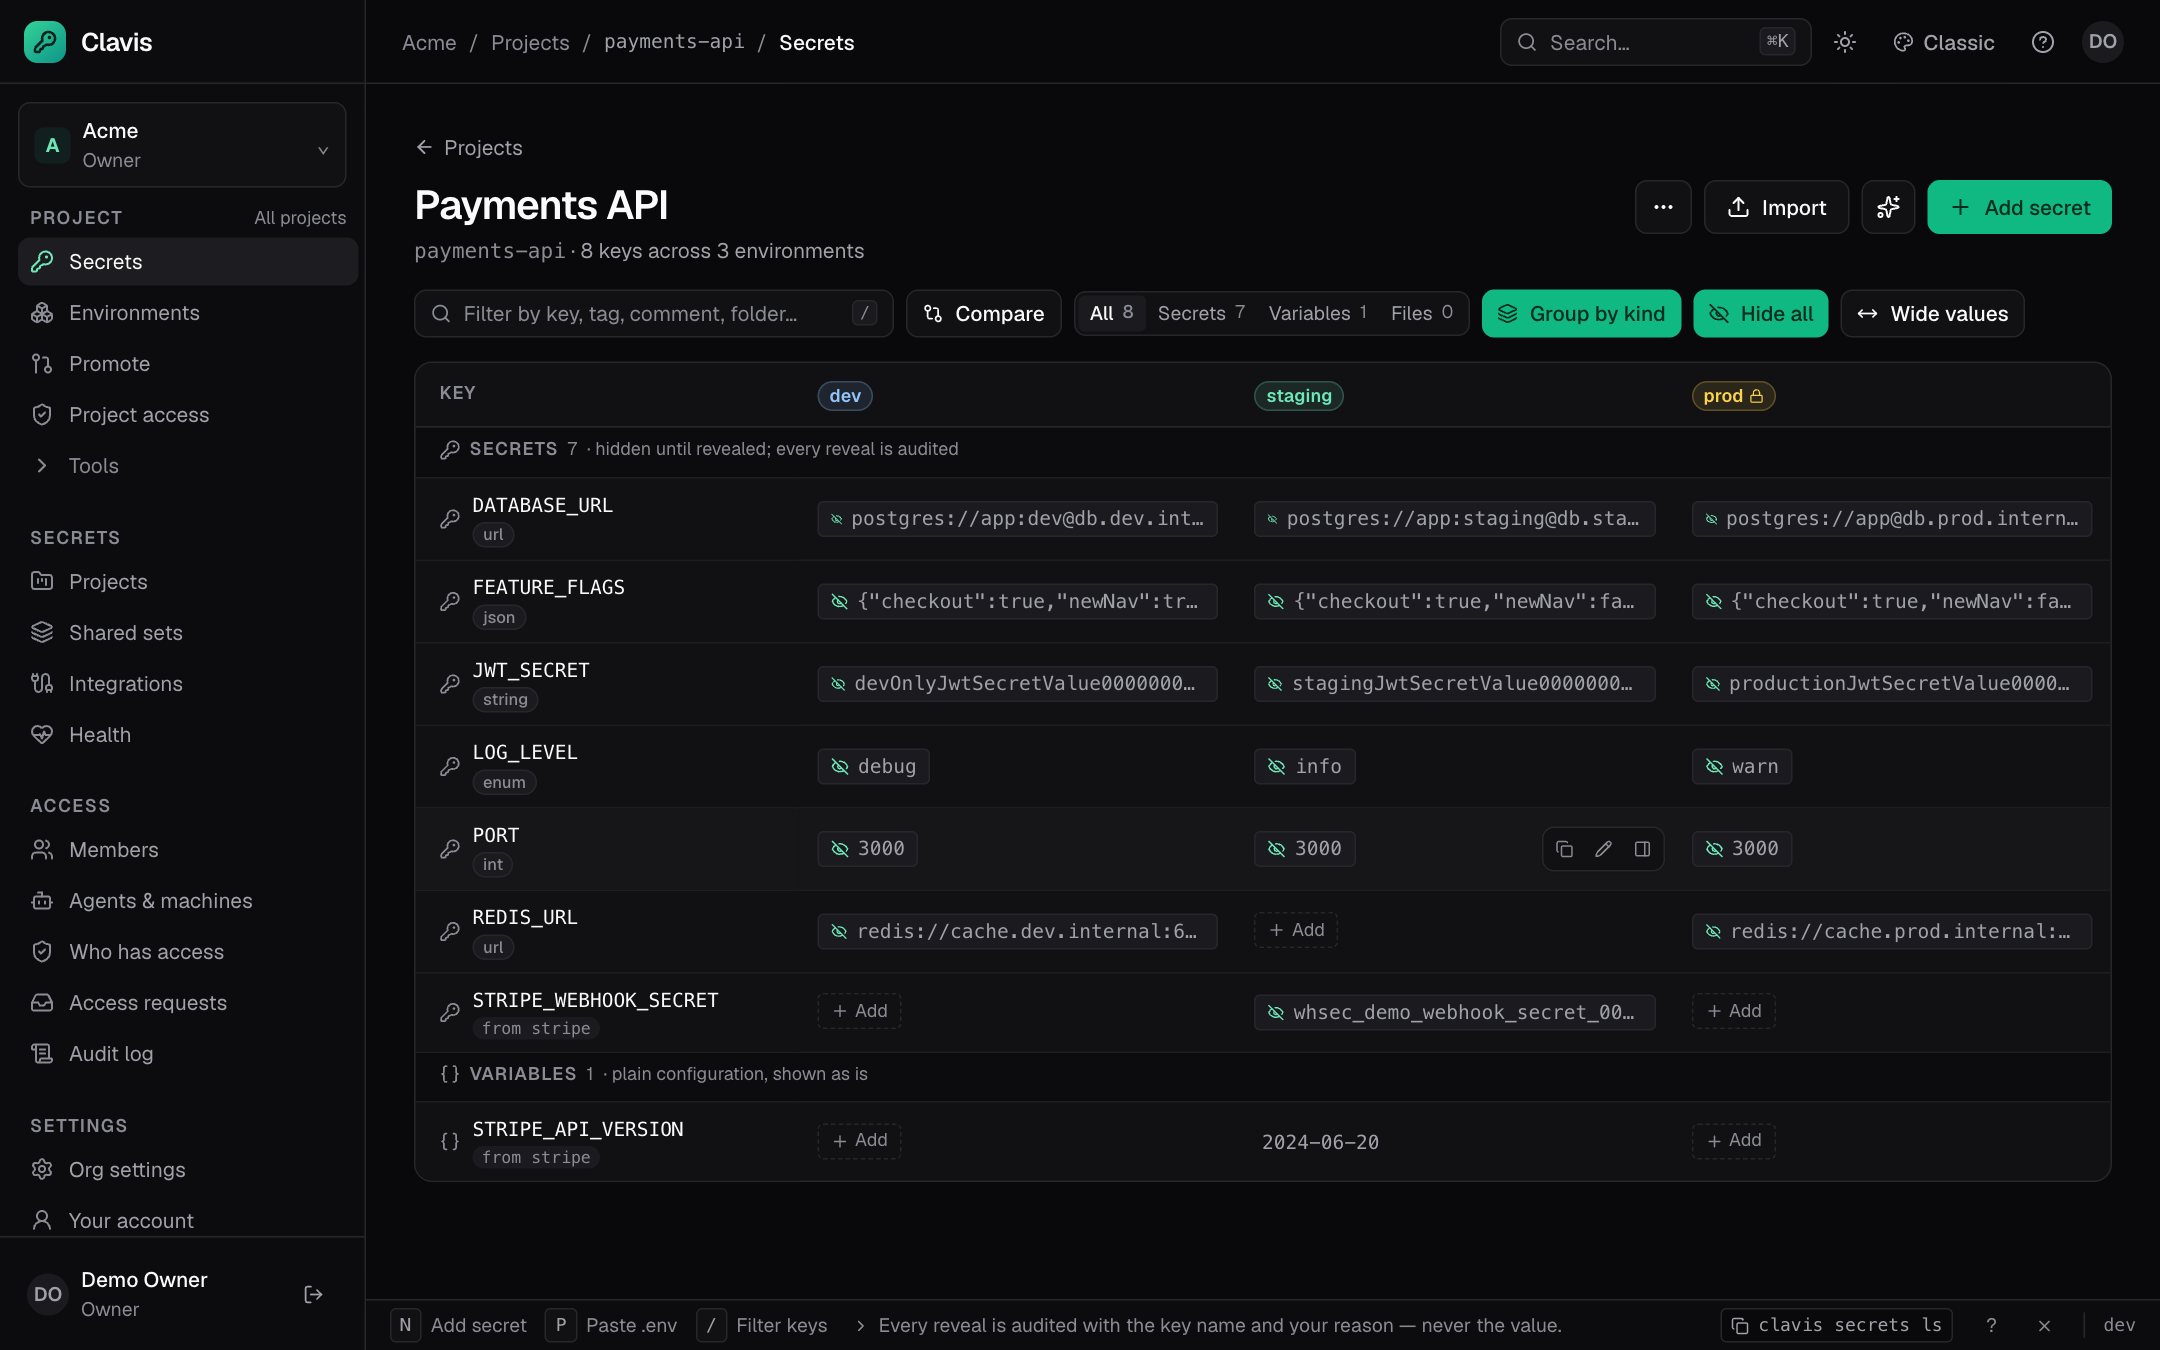 Clavis
Acme / Projects / payments-api / Secrets
Search… ⌘K
Classic
DO
A
Acme
Owner
PROJECT
All projects
Secrets
Environments
Promote
Project access
Tools
SECRETS
Projects
Shared sets
Integrations
Health
ACCESS
Members
Agents & machines
Who has access
Access requests
Audit log
SETTINGS
Org settings
Your account
DO
Demo Owner
Owner
← Projects
Payments API
payments-api · 8 keys across 3 environments
Import
+ Add secret
Filter by key, tag, comment, folder… /
Compare
All 8 Secrets 7 Variables 1 Files 0
Group by kind
Hide all
Wide values
KEY dev staging prod
SECRETS 7 · hidden until revealed; every reveal is audited
DATABASE_URL
url
postgres://app:dev@db.dev.int…
postgres://app:staging@db.sta…
postgres://app@db.prod.intern…
FEATURE_FLAGS
json
{"checkout":true,"newNav":tr…
{"checkout":true,"newNav":fa…
{"checkout":true,"newNav":fa…
JWT_SECRET
string
devOnlyJwtSecretValue0000000…
stagingJwtSecretValue0000000…
productionJwtSecretValue0000…
LOG_LEVEL
enum
debug
info
warn
PORT
int
3000
3000
3000
REDIS_URL
url
redis://cache.dev.internal:6…
+ Add
redis://cache.prod.internal:…
STRIPE_WEBHOOK_SECRET
from stripe
+ Add
whsec_demo_webhook_secret_00…
+ Add
{} VARIABLES 1 · plain configuration, shown as is
{} STRIPE_API_VERSION
from stripe
+ Add
2024-06-20
+ Add
N Add secret P Paste .env / Filter keys > Every reveal is audited with the key name and your reason — never the value.
clavis secrets ls ? × dev